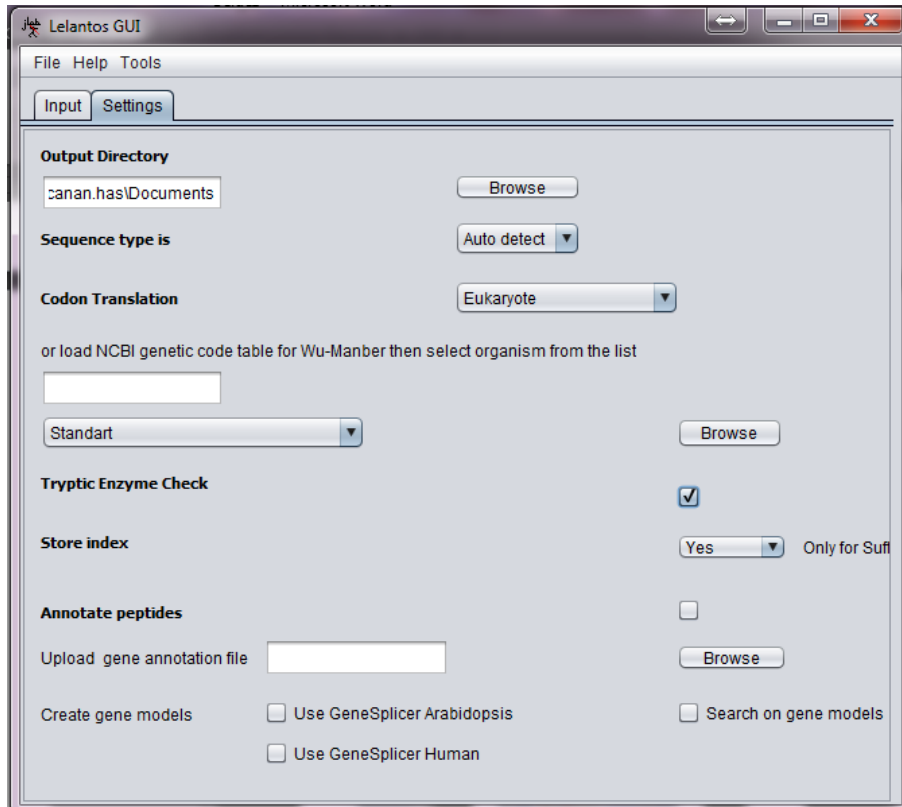 Lelantos GUI
File Help Tools
Input Settings
Output Directory
canan.has\Documents Browse
Sequence type is Auto detect
Codon Translation Eukaryote
or load NCBI genetic code table for Wu-Manber then select organism from the list
Standart Browse
Tryptic Enzyme Check
Store index Yes Only for Suff
Annotate peptides
Upload gene annotation file Browse
Create gene models Use GeneSplicer Arabidopsis Search on gene models
Use GeneSplicer Human